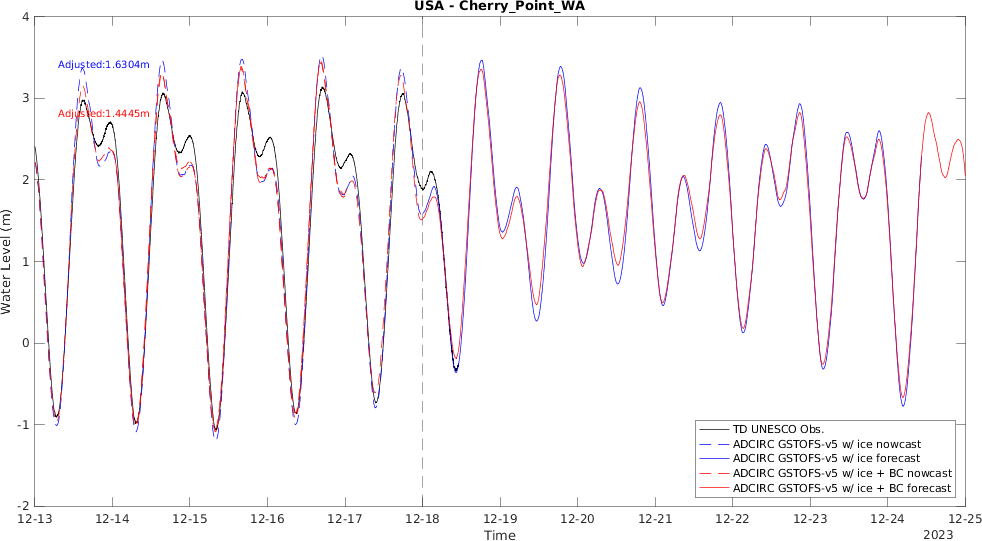 USA - Cherry_Point_WA
4
3
2
1
0
-1
-2
Water Level (m)
Adjusted:1.6304m
Adjusted:1.4445m
TD UNESCO Obs.
ADCIRC GSTOFS-v5 w/ ice nowcast
ADCIRC GSTOFS-v5 w/ ice forecast
ADCIRC GSTOFS-v5 w/ ice + BC nowcast
ADCIRC GSTOFS-v5 w/ ice + BC forecast
12-13 12-14 12-15 12-16 12-17 12-18 12-19 12-20 12-21 12-22 12-23 12-24 12-25
Time
2023